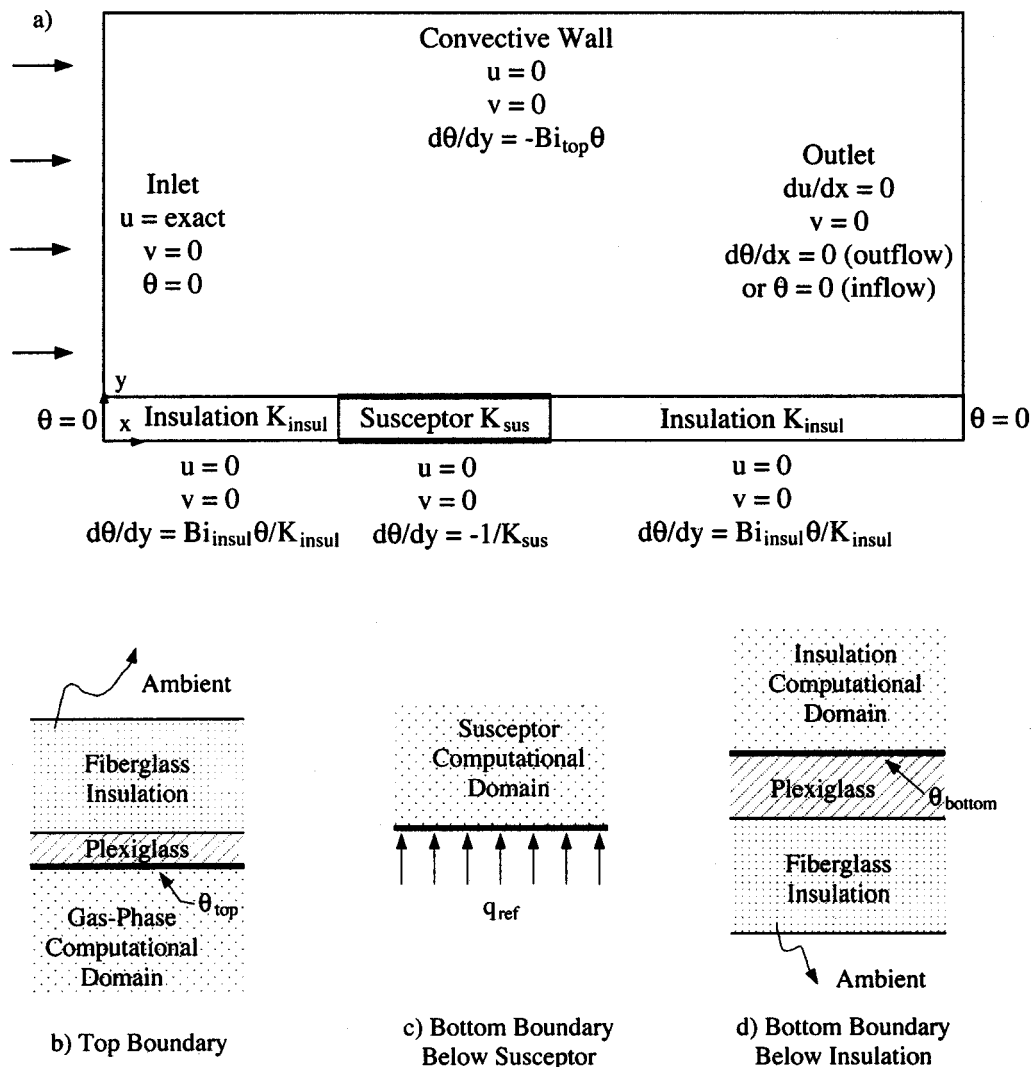 a)
Convective Wall
u = 0
v = 0
dθ/dy = -Bi_top θ
Inlet
u = exact
v = 0
θ = 0
Outlet
du/dx = 0
v = 0
dθ/dx = 0 (outflow)
or θ = 0 (inflow)
y
x
θ = 0
Insulation K_insul
Susceptor K_sus
Insulation K_insul
θ = 0
u = 0
v = 0
dθ/dy = Bi_insul θ/K_insul
u = 0
v = 0
dθ/dy = -1/K_sus
u = 0
v = 0
dθ/dy = Bi_insul θ/K_insul
Ambient
Fiberglass
Insulation
Plexiglass
θ_top
Gas-Phase
Computational
Domain
b) Top Boundary
Susceptor
Computational
Domain
q_ref
c) Bottom Boundary
Below Susceptor
Insulation
Computational
Domain
Plexiglass
θ_bottom
Fiberglass
Insulation
Ambient
d) Bottom Boundary
Below Insulation